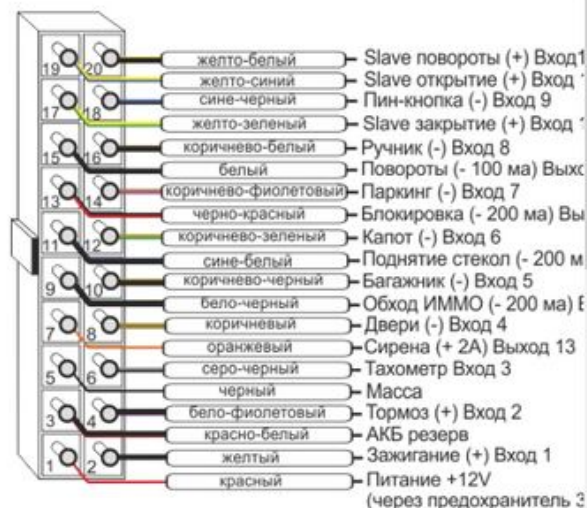 19 20 желто-белый Slave повороты (+) Вход1
желто-синий Slave открытие (+) Вход
17 18 сине-черный Пин-кнопка (-) Вход 9
желто-зеленый Slave закрытие (+) Вход
15 16 коричнево-белый Ручник (-) Вход 8
белый Повороты (- 100 ма)
13 14 коричнево-фиолетовый Паркинг (-) Вход 7
черно-красный Блокировка (- 200 ма)
11 12 коричнево-зеленый Капот (-) Вход 6
сине-белый Поднятие стекол (- 200
9 10 коричнево-черный Багажник (-) Вход 5
бело-черный Обход ИММО (- 200 ма)
7 8 коричневый Двери (-) Вход 4
оранжевый Сирена (+ 2А) Выход 13
5 6 серо-черный Тахометр Вход 3
черный Масса
3 4 бело-фиолетовый Тормоз (+) Вход 2
красно-белый АКБ резерв
1 2 желтый Зажигание (+) Вход 1
красный Питание +12V
(через предохранитель